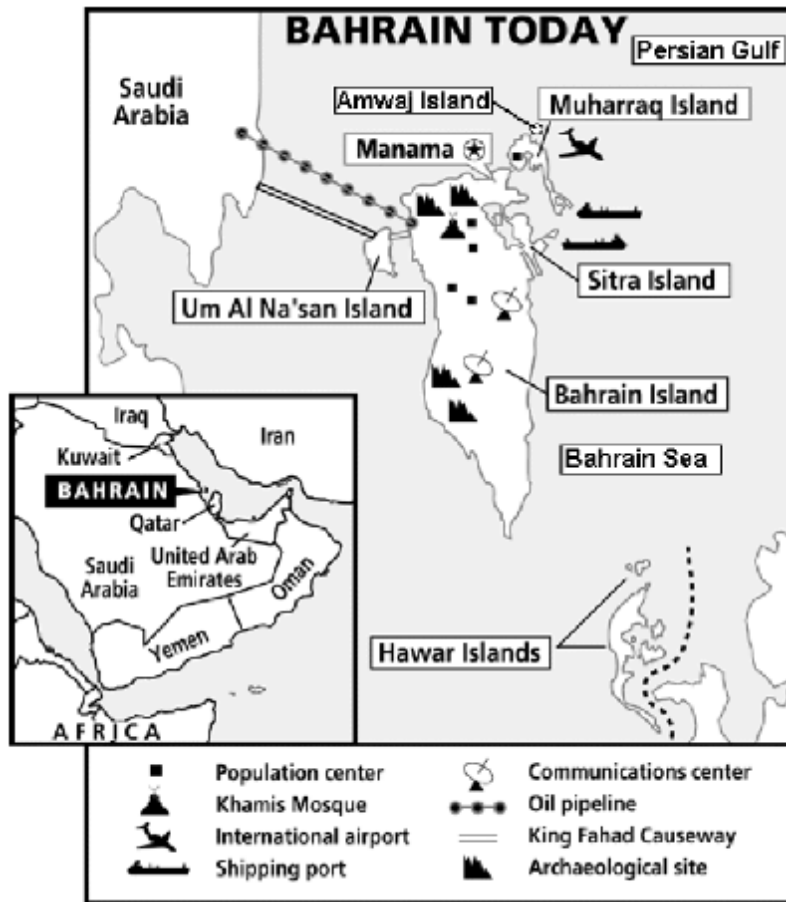 BAHRAIN TODAY
Persian Gulf
Saudi
Arabia
Amwaj Island
Muharraq Island
Manama
Sitra Island
Um Al Na'san Island
Bahrain Island
Bahrain Sea
Hawar Islands
Iraq
Iran
Kuwait
BAHRAIN
Qatar
United Arab
Emirates
Saudi
Arabia
Oman
Yemen
AFRICA
Population center
Communications center
Khamis Mosque
Oil pipeline
International airport
King Fahad Causeway
Shipping port
Archaeological site